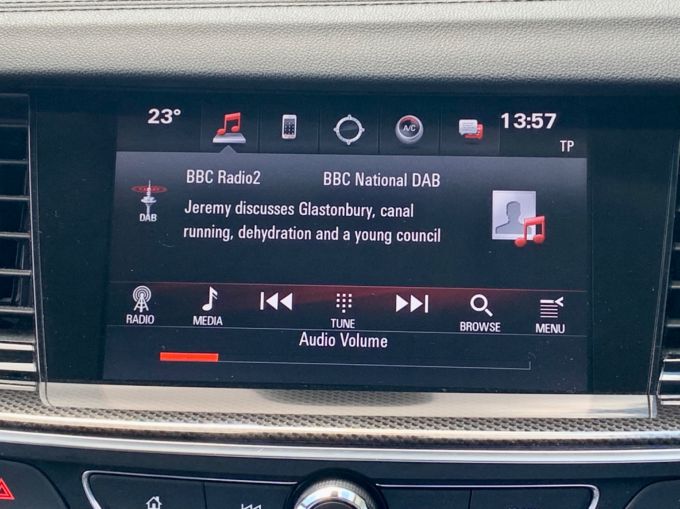 23° 13:57
TP
A/C
BBC Radio2 BBC National DAB
DAB
Jeremy discusses Glastonbury, canal
running, dehydration and a young council
RADIO MEDIA TUNE BROWSE MENU
Audio Volume